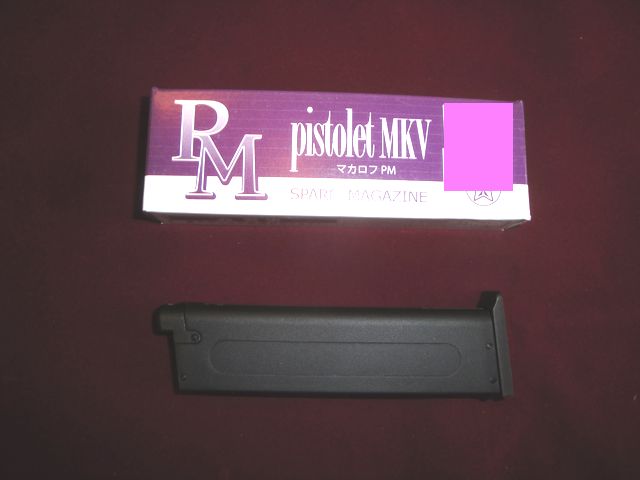 PM
pistolet MKV
マカロフ PM
SPARE MAGAZINE